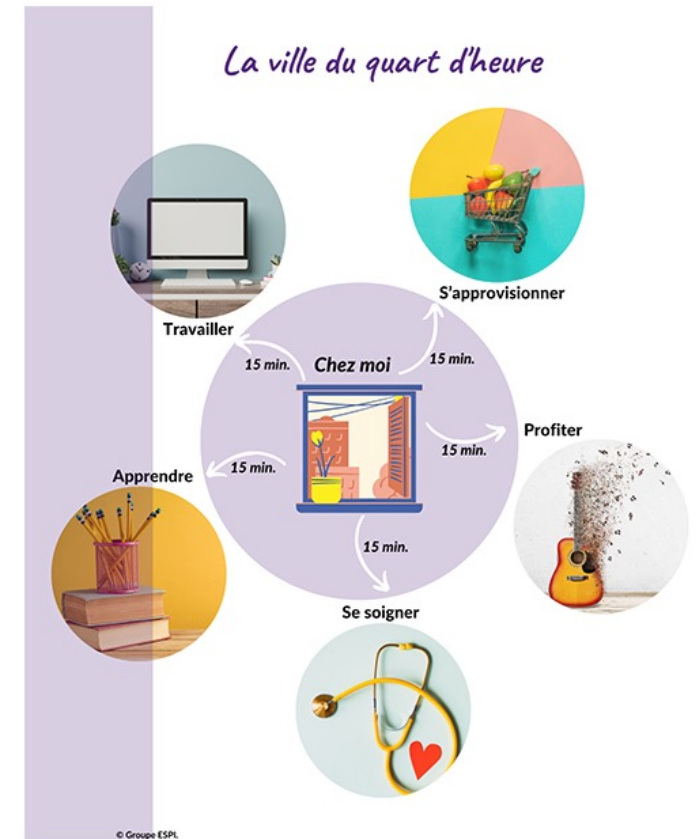 La ville du quart d'heure
S'approvisionner
Travailler
Chez moi
15 min.
15 min.
Profiter
15 min.
Apprendre
15 min.
15 min.
Se soigner
© Groupe ESPI.